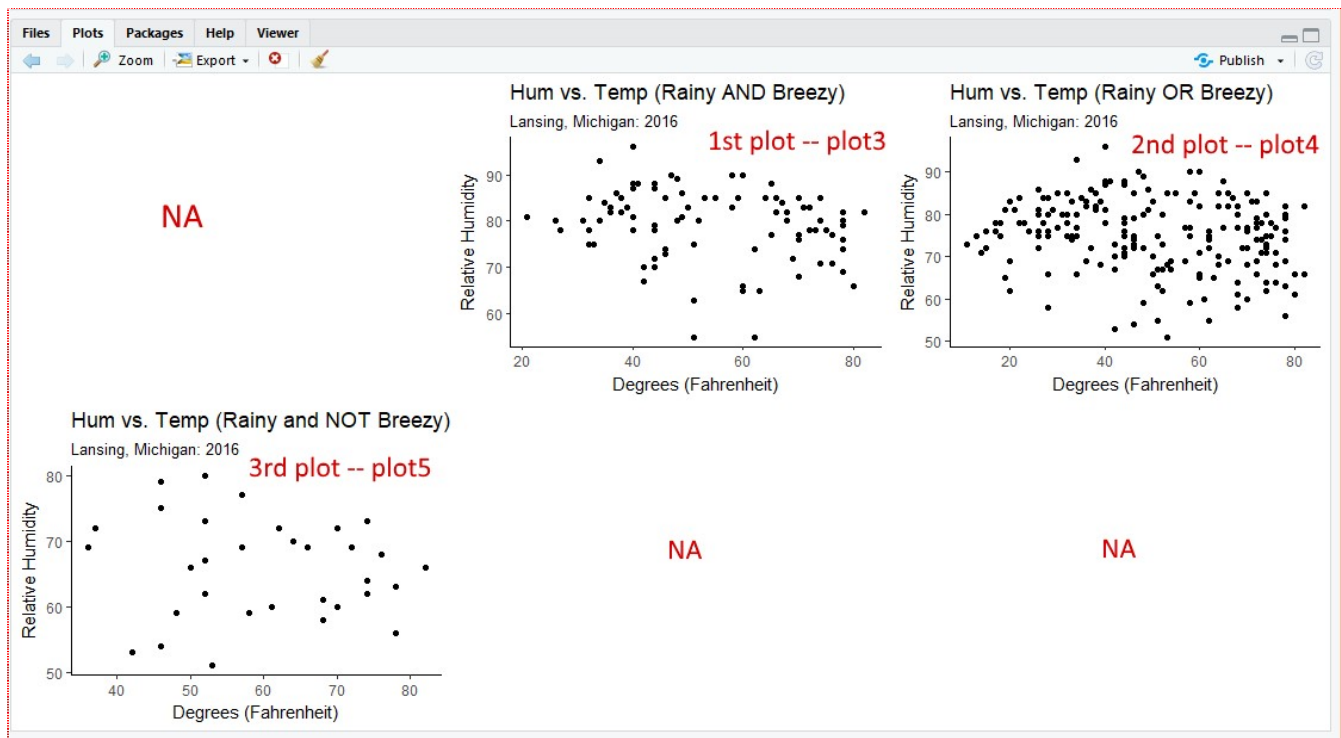 Files Plots Packages Help Viewer
Zoom Export Publish
NA
Hum vs. Temp (Rainy AND Breezy)
Lansing, Michigan: 2016
1st plot -- plot3
Relative Humidity
90
80
70
60
20 40 60 80
Degrees (Fahrenheit)
Hum vs. Temp (Rainy OR Breezy)
Lansing, Michigan: 2016
2nd plot -- plot4
Relative Humidity
90
80
70
60
50
20 40 60 80
Degrees (Fahrenheit)
Hum vs. Temp (Rainy and NOT Breezy)
Lansing, Michigan: 2016
3rd plot -- plot5
Relative Humidity
80
70
60
50
40 50 60 70 80
Degrees (Fahrenheit)
NA
NA